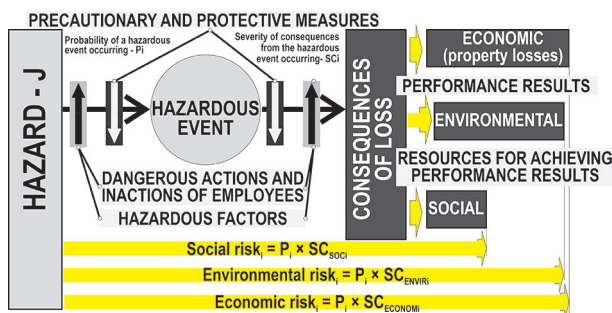 PRECAUTIONARY AND PROTECTIVE MEASURES
Probability of a hazardous
event occurring - Pi
Severity of consequences
from the hazardous
event occurring- SCi
HAZARD - J
HAZARDOUS
EVENT
DANGEROUS ACTIONS AND
INACTIONS OF EMPLOYEES
HAZARDOUS FACTORS
CONSEQUENCES
OF LOSS
ECONOMIC
(property losses)
PERFORMANCE RESULTS
ENVIRONMENTAL
RESOURCES FOR ACHIEVING
PERFORMANCE RESULTS
SOCIAL
Social riskᵢ = Pᵢ × SC_SOCi
Environmental riskᵢ = Pᵢ × SC_ENVIRi
Economic riskᵢ = Pᵢ × SC_ECONOMi